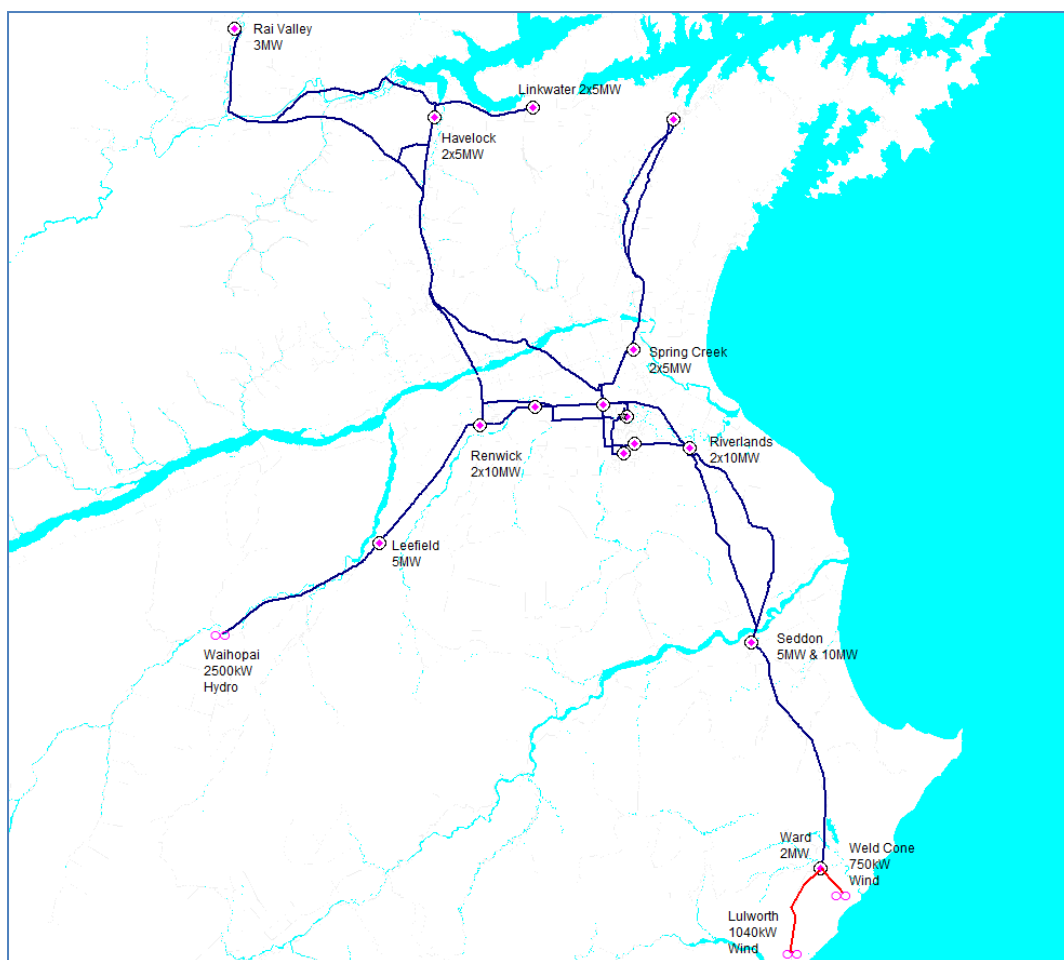 Rai Valley
3MW
Linkwater 2x5MW
Havelock
2x5MW
Spring Creek
2x5MW
Renwick
2x10MW
Riverlands
2x10MW
Leefield
5MW
Waihopai
2500kW
Hydro
Seddon
5MW & 10MW
Ward
2MW
Weld Cone
750kW
Wind
Lulworth
1040kW
Wind